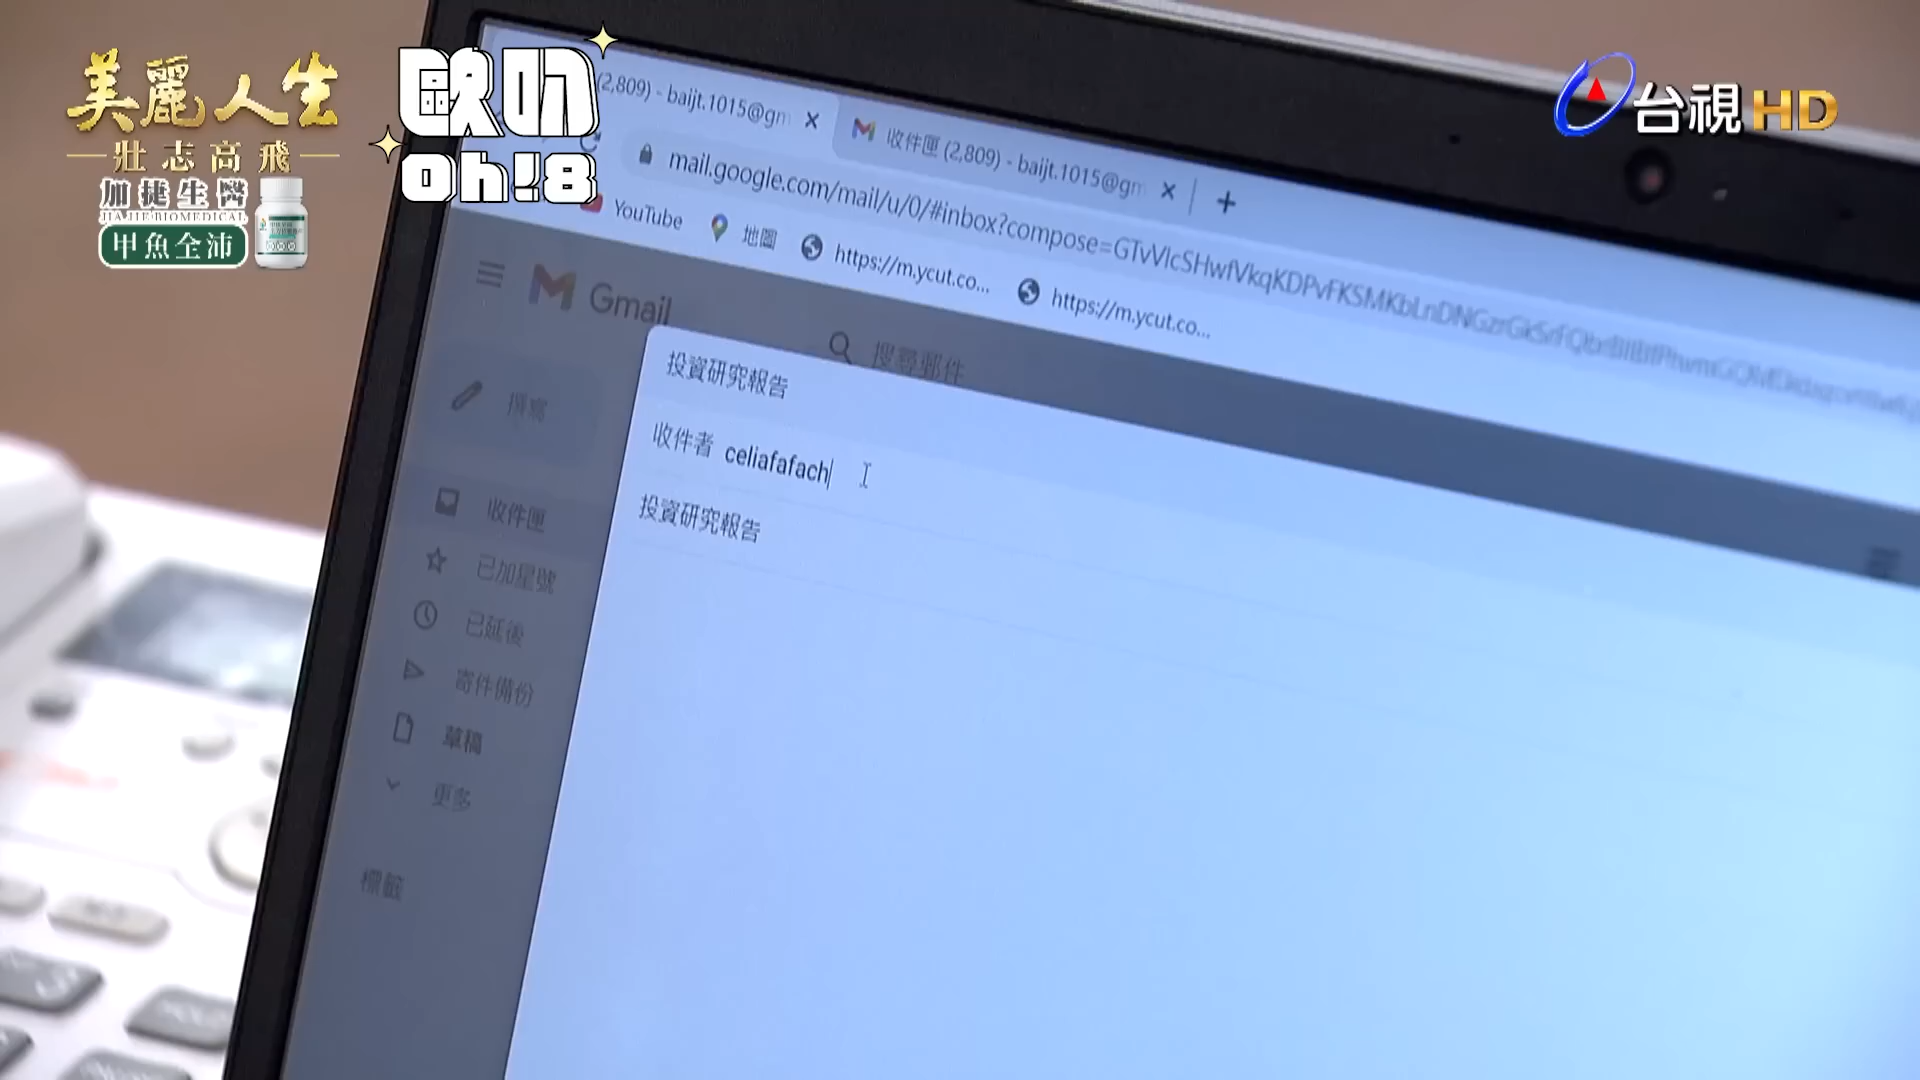 美麗人生
壯志高飛
加捷生醫
JIA JIE BIOMEDICAL
甲魚全沛
歐叭
oh!8
台視HD
(2,809) - baijt.1015@gm
收件匣 (2,809) - baijt.1015@gm
mail.google.com/mail/u/0/#inbox?compose=
YouTube
地圖
https://m.ycut.co...
https://m.ycut.co...
Gmail
搜尋郵件
撰寫
收件匣
已加星號
已延後
寄件備份
草稿
更多
標籤
投資研究報告
收件者 celiafafach
投資研究報告